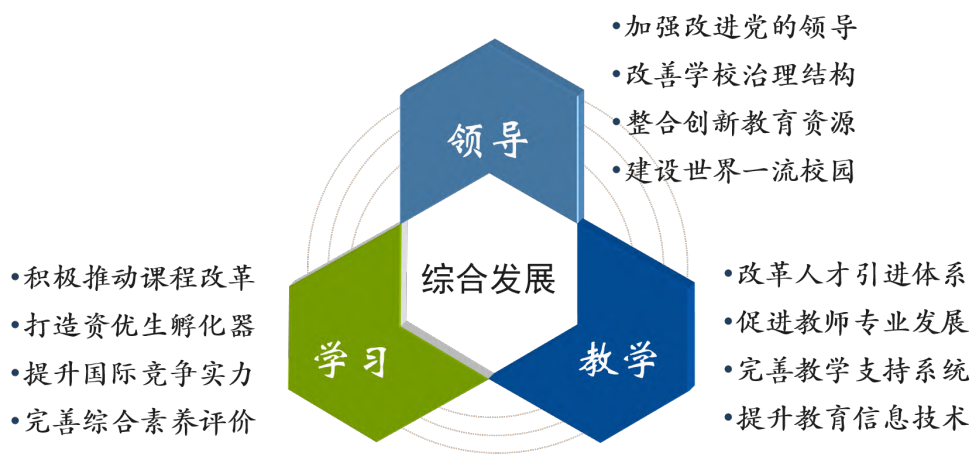 加强改进党的领导
改善学校治理结构
整合创新教育资源
建设世界一流校园
领导
综合发展
学习
教学
积极推动课程改革
打造资优生孵化器
提升国际竞争实力
完善综合素养评价
改革人才引进体系
促进教师专业发展
完善教学支持系统
提升教育信息技术